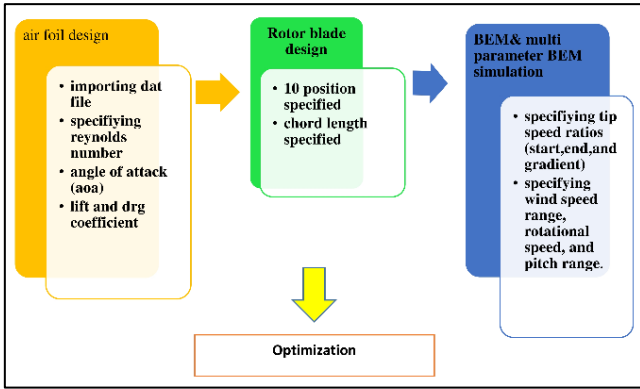 air foil design
• importing dat
file
• specifiying
reynolds
number
• angle of attack
(aoa)
• lift and drg
coefficient
Rotor blade
design
• 10 position
specified
• chord length
specified
BEM& multi
parameter BEM
simulation
• specifiying tip
speed ratios
(start,end,and
gradient)
• specifying
wind speed
range,
rotational
speed, and
pitch range.
Optimization